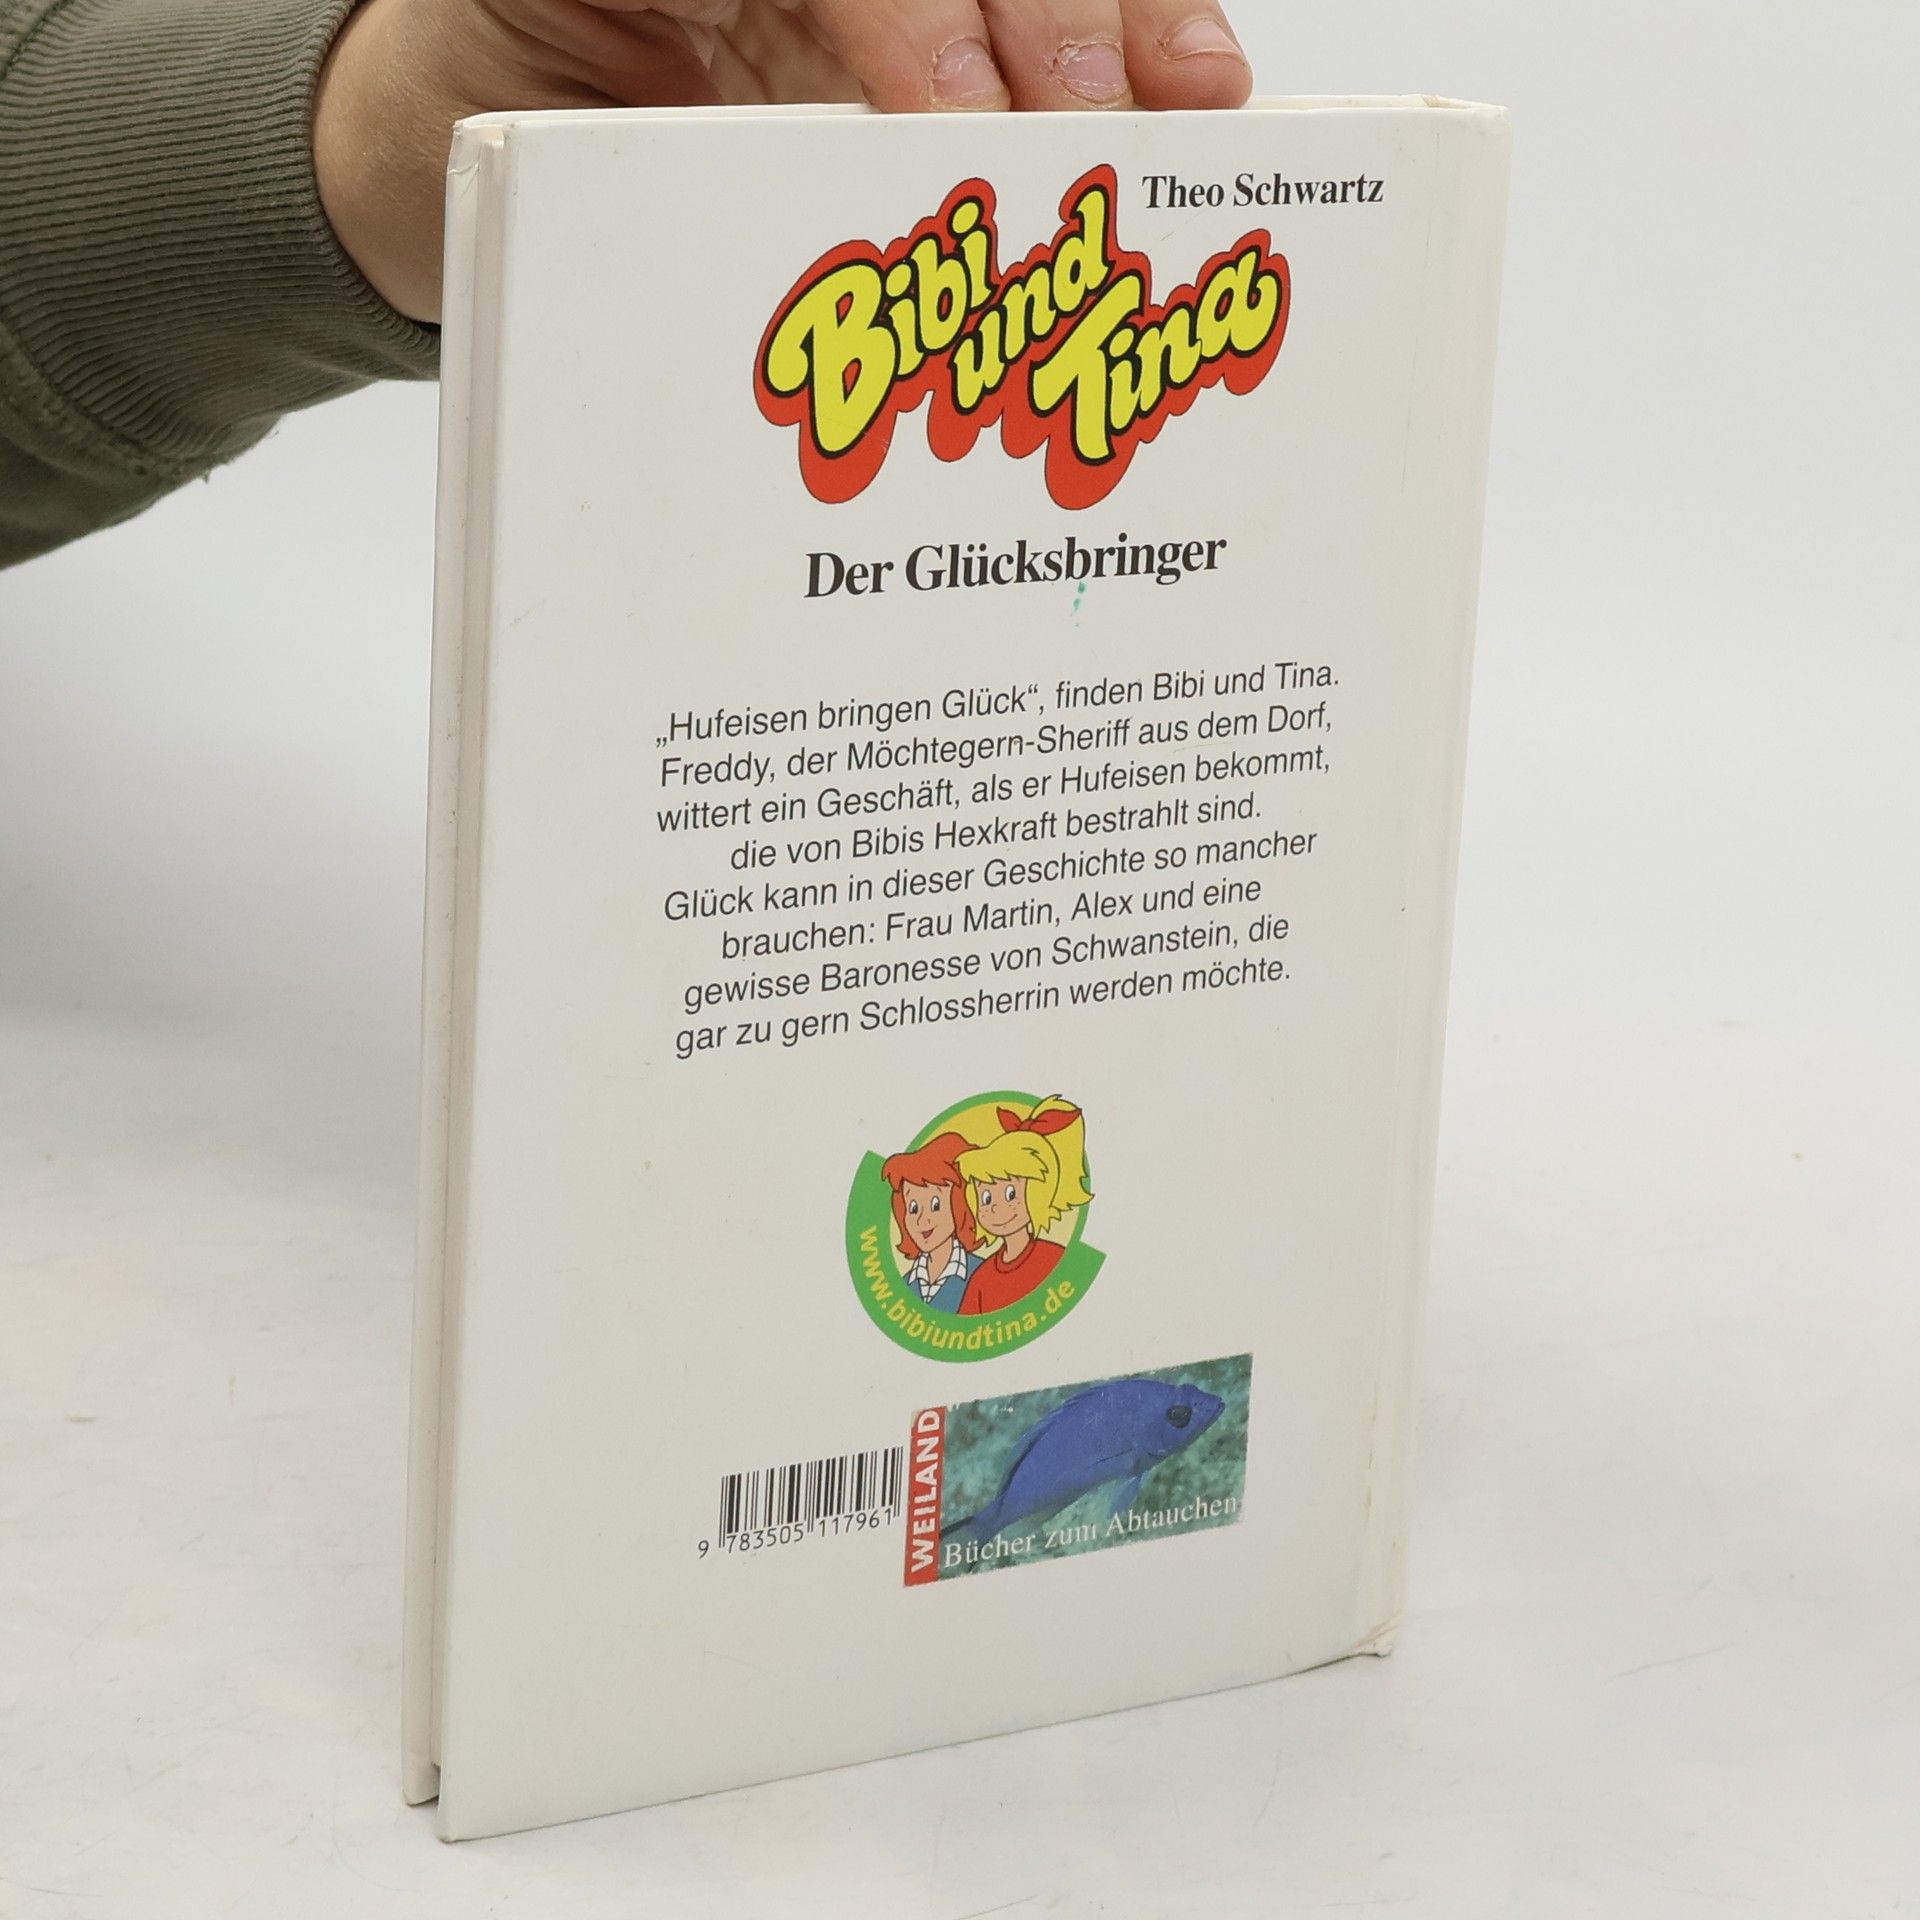 Theo Schwartz
Bibi
und
Tina
Der Glücksbringer
„Hufeisen bringen Glück“, finden Bibi und Tina.
Freddy, der Möchtegern-Sheriff aus dem Dorf,
wittert ein Geschäft, als er Hufeisen bekommt,
die von Bibis Hexkraft bestrahlt sind.
Glück kann in dieser Geschichte so mancher
brauchen: Frau Martin, Alex und eine
gewisse Baronesse von Schwanstein, die
gar zu gern Schlossherrin werden möchte.
www.bibiundtina.de
WEILAND
Bücher zum Abtauchen
9 783505 117961